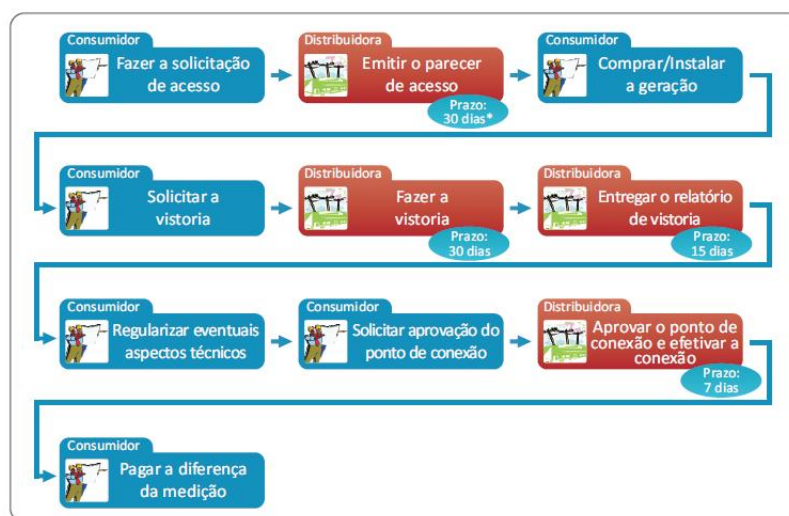 Consumidor
Fazer a solicitação
de acesso
Distribuidora
Emitir o parecer
de acesso
Prazo:
30 dias*
Consumidor
Comprar/Instalar
a geração
Consumidor
Solicitar a
vistoria
Distribuidora
Fazer a
vistoria
Prazo:
30 dias
Distribuidora
Entregar o relatório
de vistoria
Prazo:
15 dias
Consumidor
Regularizar eventuais
aspectos técnicos
Consumidor
Solicitar aprovação do
ponto de conexão
Distribuidora
Aprovar o ponto de
conexão e efetivar a
conexão
Prazo:
7 dias
Consumidor
Pagar a diferença
da medição